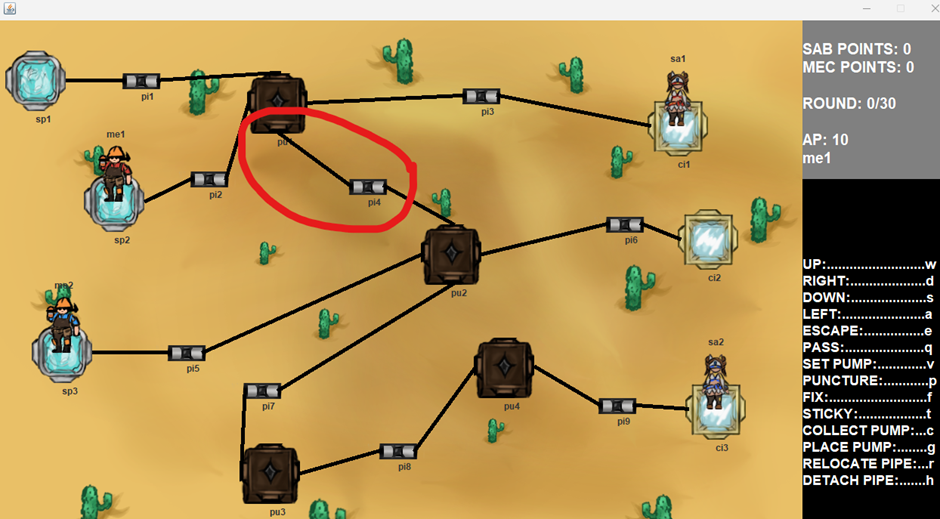 SAB POINTS: 0
MEC POINTS: 0
ROUND: 0/30
AP: 10
me1
sp1
pi1
pi3
sa1
ci1
me1
sp2
pi2
pi4
pu2
pi6
ci2
sp3
pi5
pi7
pu3
pi8
pu4
pi9
sa2
ci3
UP:..........................w
RIGHT:.....................d
DOWN:......................s
LEFT:........................a
ESCAPE:..................e
PASS:.......................q
SET PUMP:..............v
PUNCTURE:.............p
FIX:...........................f
STICKY:....................t
COLLECT PUMP:...c
PLACE PUMP:........g
RELOCATE PIPE:...r
DETACH PIPE:.......h